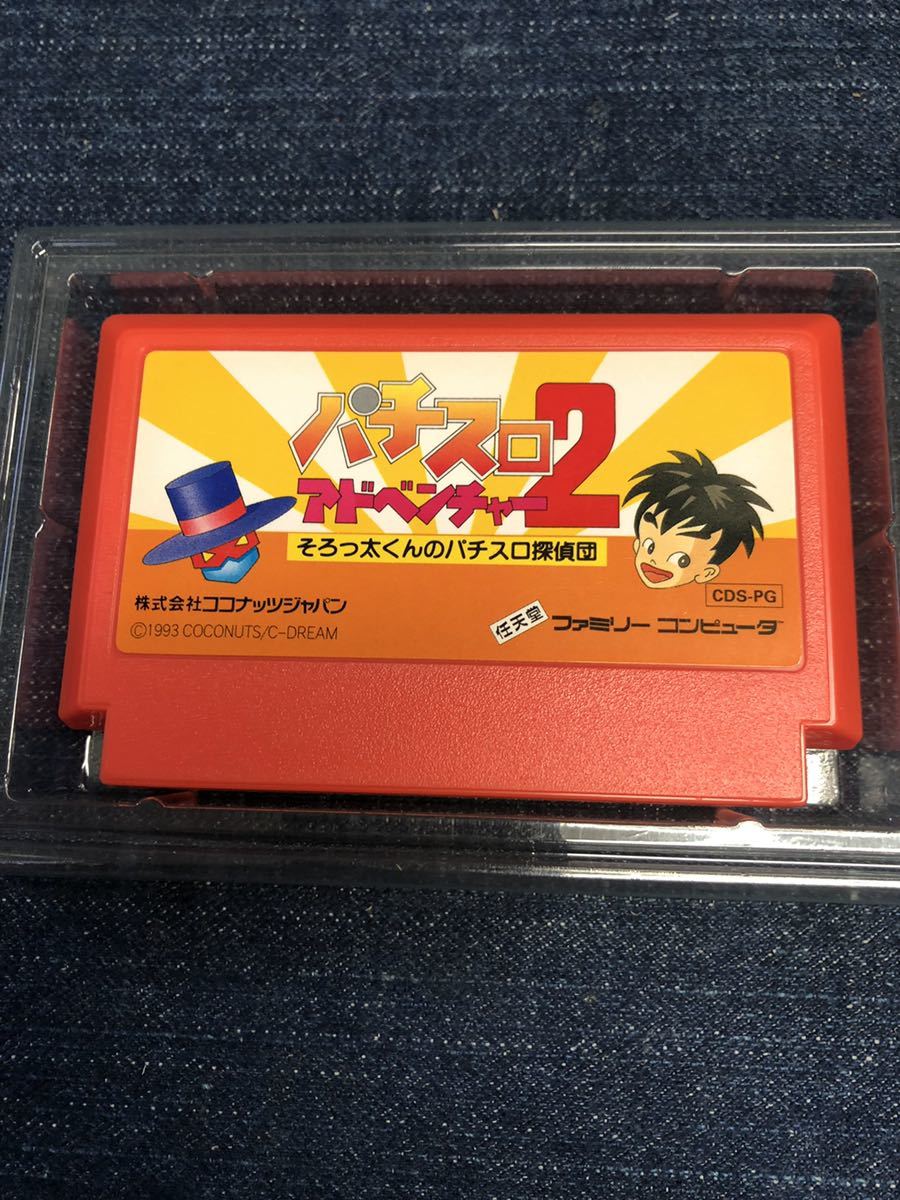 パチスロ2
アドベンチャー
そろっ太くんのパチスロ探偵団
CDS-PG
株式会社ココナッツジャパン
©1993 COCONUTS/C-DREAM
任天堂 ファミリー コンピュータ